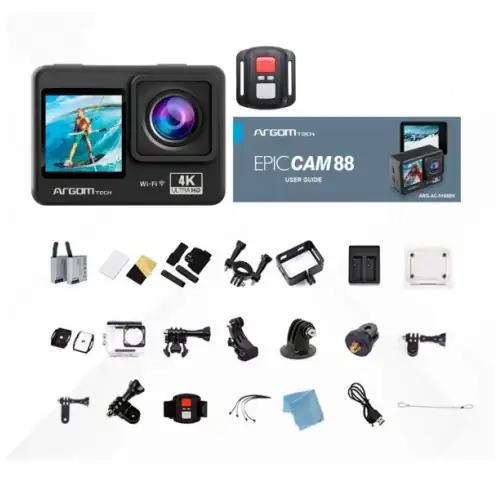 ARGOM TECH
Wi-Fi
4K
ULTRA HD
ARGOM TECH
EPIC CAM 88
USER GUIDE